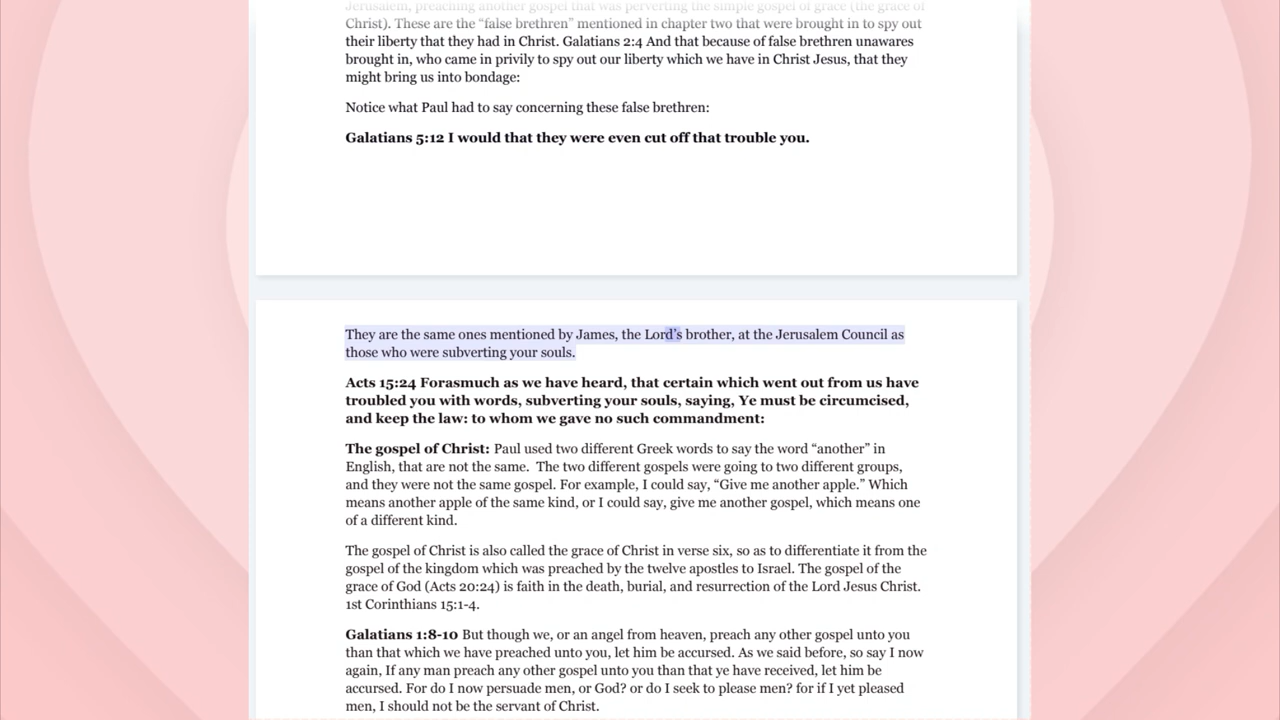 Jerusalem, preaching another gospel that was perverting the simple gospel of grace (the grace of
Christ). These are the “false brethren” mentioned in chapter two that were brought in to spy out
their liberty that they had in Christ. Galatians 2:4 And that because of false brethren unawares
brought in, who came in privily to spy out our liberty which we have in Christ Jesus, that they
might bring us into bondage:
Notice what Paul had to say concerning these false brethren:
Galatians 5:12 I would that they were even cut off that trouble you.
They are the same ones mentioned by James, the Lord’s brother, at the Jerusalem Council as
those who were subverting your souls.
Acts 15:24 Forasmuch as we have heard, that certain which went out from us have
troubled you with words, subverting your souls, saying, Ye must be circumcised,
and keep the law: to whom we gave no such commandment:
The gospel of Christ: Paul used two different Greek words to say the word “another” in
English, that are not the same.  The two different gospels were going to two different groups,
and they were not the same gospel. For example, I could say, “Give me another apple.” Which
means another apple of the same kind, or I could say, give me another gospel, which means one
of a different kind.
The gospel of Christ is also called the grace of Christ in verse six, so as to differentiate it from the
gospel of the kingdom which was preached by the twelve apostles to Israel. The gospel of the
grace of God (Acts 20:24) is faith in the death, burial, and resurrection of the Lord Jesus Christ.
1st Corinthians 15:1-4.
Galatians 1:8-10 But though we, or an angel from heaven, preach any other gospel unto you
than that which we have preached unto you, let him be accursed. As we said before, so say I now
again, If any man preach any other gospel unto you than that ye have received, let him be
accursed. For do I now persuade men, or God? or do I seek to please men? for if I yet pleased
men, I should not be the servant of Christ.